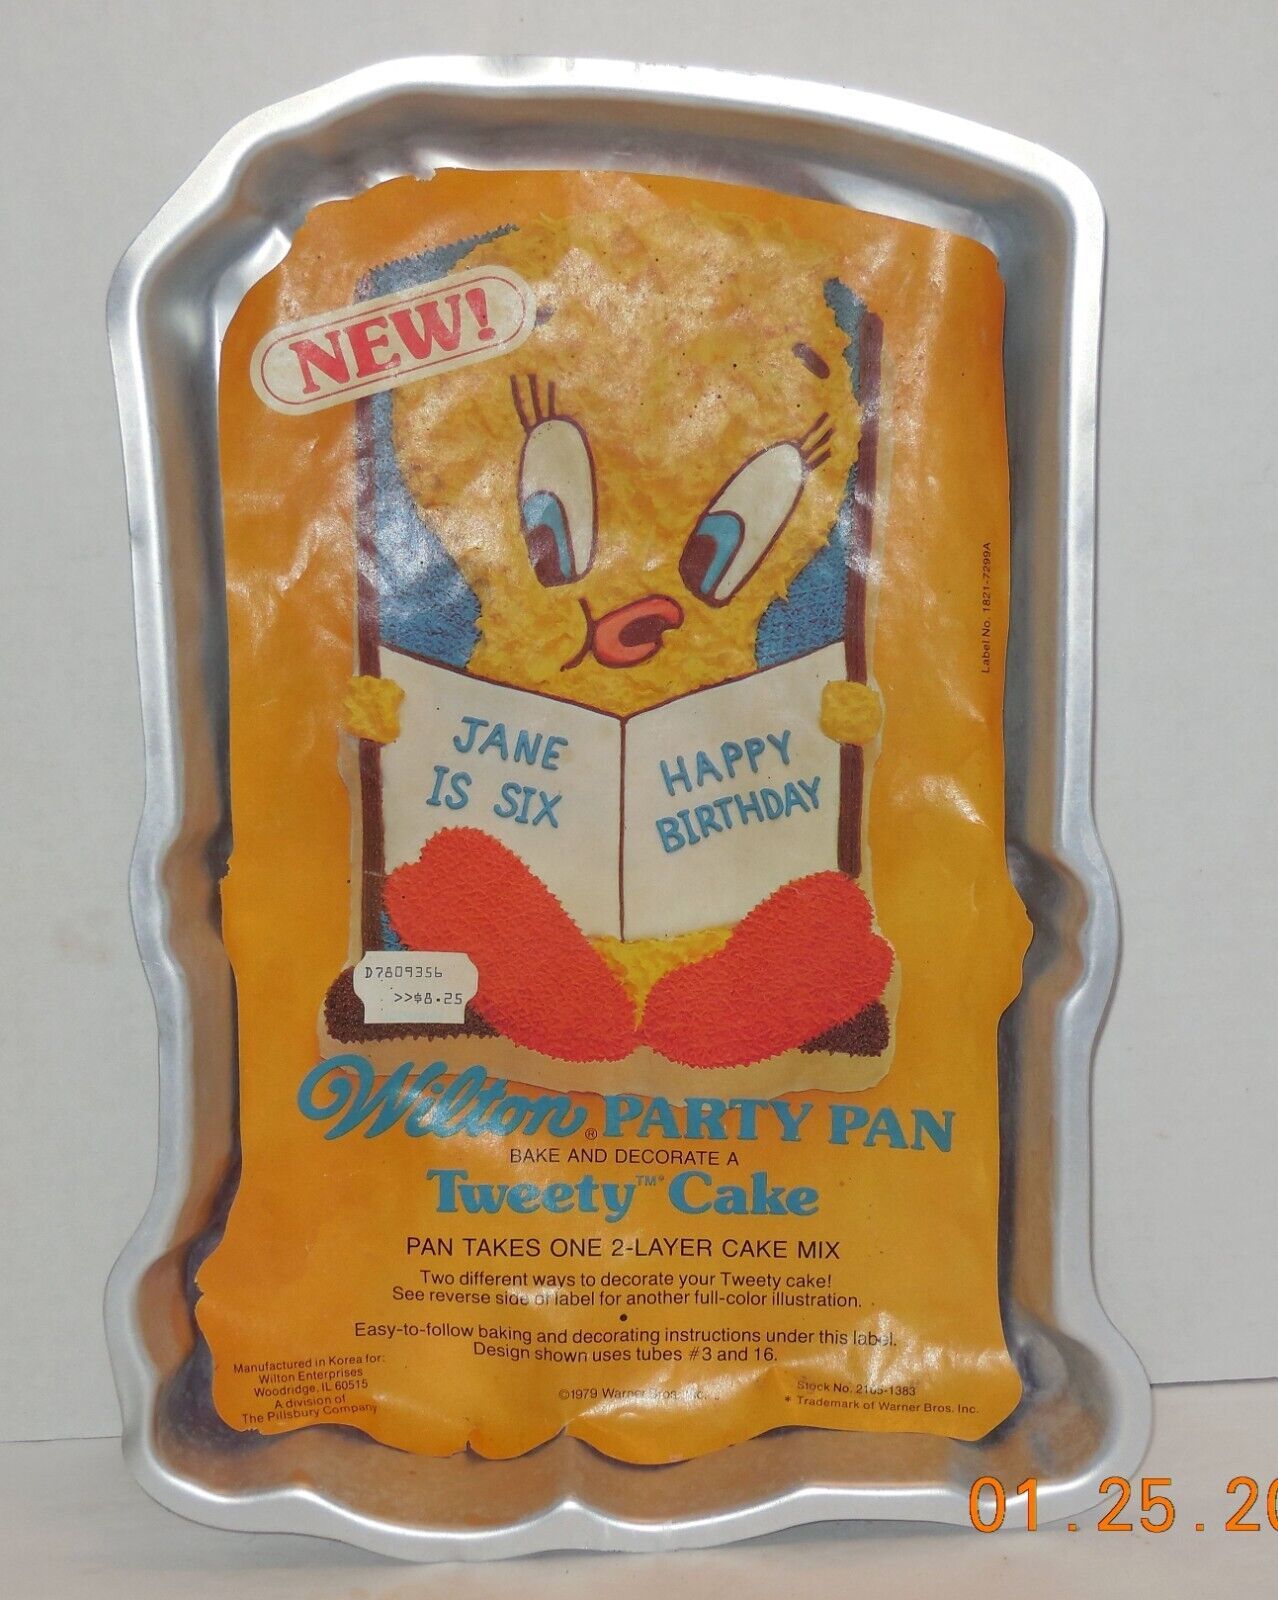 NEW!
JANE
IS SIX
HAPPY
BIRTHDAY
Label No. 1821-7299A
D7809356
>>$8.25
Wilton® PARTY PAN
BAKE AND DECORATE A
Tweety™* Cake
PAN TAKES ONE 2-LAYER CAKE MIX
Two different ways to decorate your Tweety cake!
See reverse side of label for another full-color illustration.
•
Easy-to-follow baking and decorating instructions under this label.
Design shown uses tubes #3 and 16.
Manufactured in Korea for:
Wilton Enterprises
Woodridge, IL 60515
A division of
The Pillsbury Company
©1979 Warner Bros. Inc.
Stock No. 2105-1383
* Trademark of Warner Bros. Inc.
01.25.20